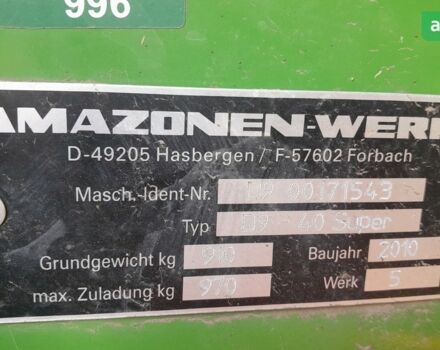 996
AMAZONEN-WERK
D-49205 Hasbergen / F-57602 Forbach
Masch.-Ident-Nr. D9 00171543
Typ D9 - 40 Super
Grundgewicht kg 910 Baujahr 2010
max. Zuladung kg 970 Werk 5